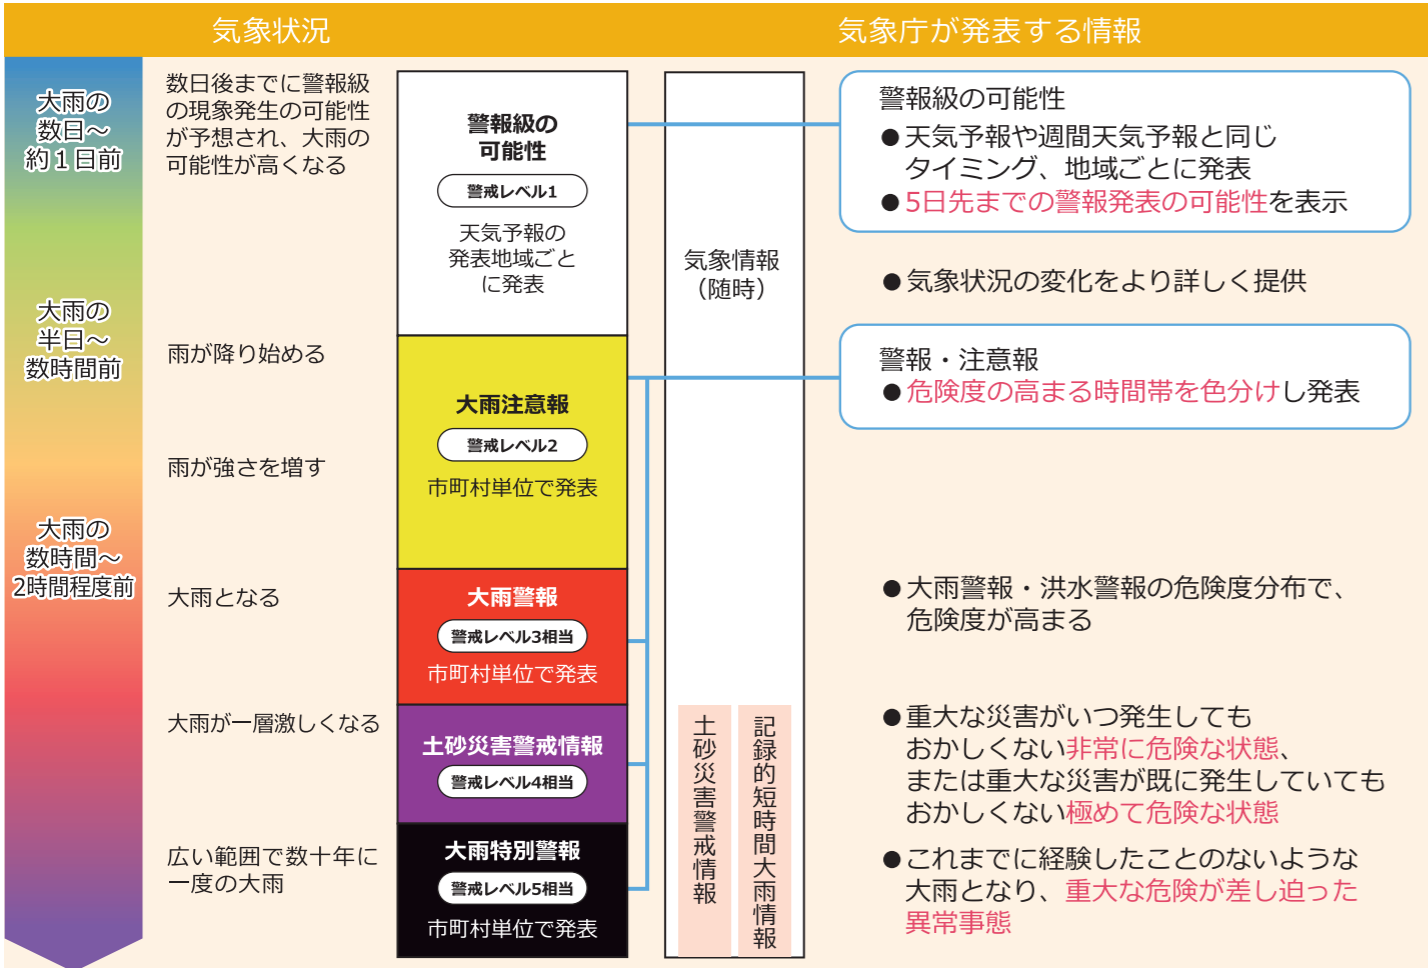 気象状況
気象庁が発表する情報
大雨の
数日～
約１日前
数日後までに警報級
の現象発生の可能性
が予想され、大雨の
可能性が高くなる
警報級の
可能性
警戒レベル1
天気予報の
発表地域ごと
に発表
気象情報
（随時）
警報級の可能性
●天気予報や週間天気予報と同じ
タイミング、地域ごとに発表
●5日先までの警報発表の可能性を表示
●気象状況の変化をより詳しく提供
大雨の
半日～
数時間前
雨が降り始める
雨が強さを増す
大雨注意報
警戒レベル2
市町村単位で発表
警報・注意報
●危険度の高まる時間帯を色分けし発表
大雨の
数時間～
2時間程度前
大雨となる
大雨警報
警戒レベル3相当
市町村単位で発表
●大雨警報・洪水警報の危険度分布で、
危険度が高まる
大雨が一層激しくなる
土砂災害警戒情報
警戒レベル4相当
土砂災害警戒情報
記録的短時間大雨情報
●重大な災害がいつ発生しても
おかしくない非常に危険な状態、
または重大な災害が既に発生していても
おかしくない極めて危険な状態
広い範囲で数十年に
一度の大雨
大雨特別警報
警戒レベル5相当
市町村単位で発表
●これまでに経験したことのないような
大雨となり、重大な危険が差し迫った
異常事態